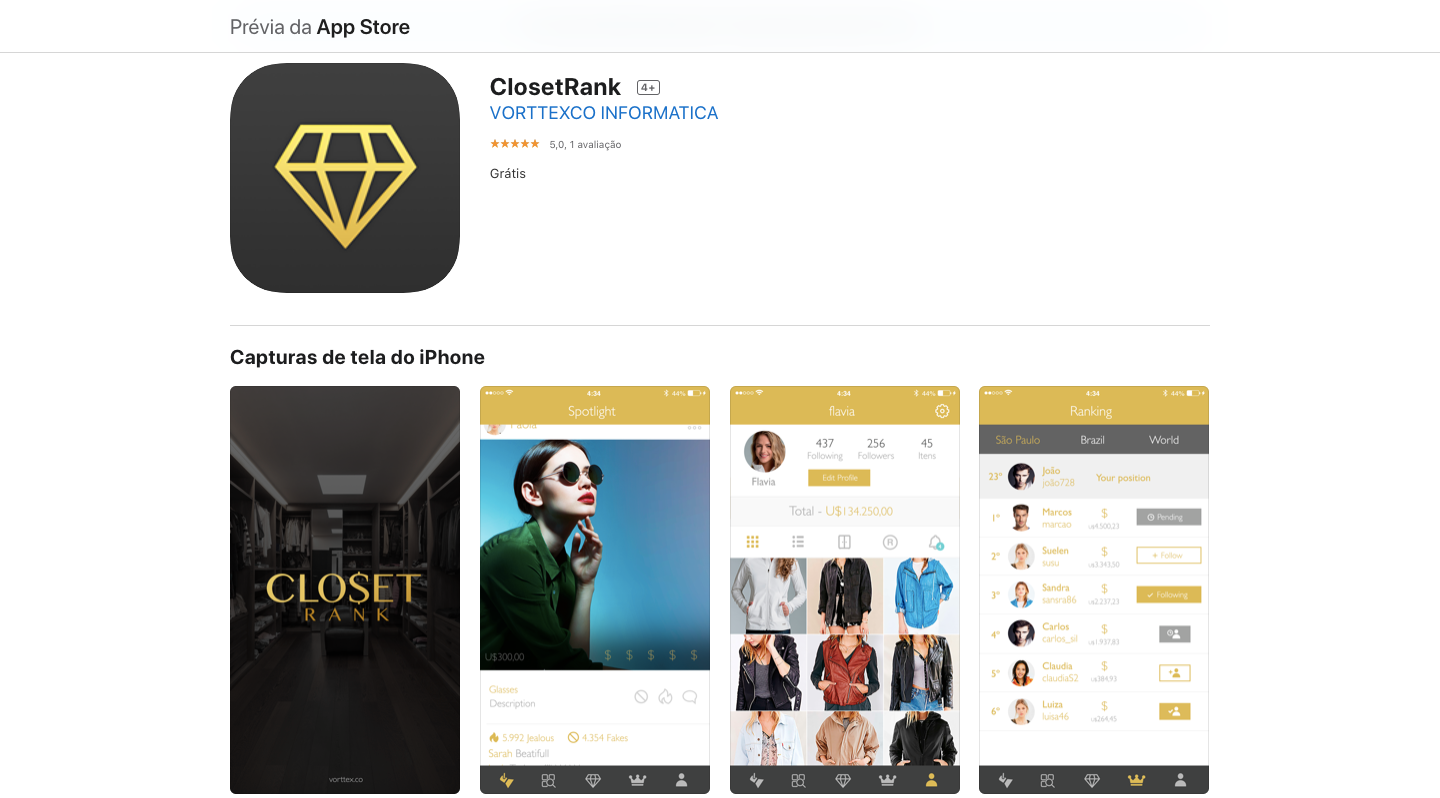 Prévia da App Store
ClosetRank 4+
VORTTEXCO INFORMATICA
5,0, 1 avaliação
Grátis
Capturas de tela do iPhone
CLO$ET
RANK
vorttex.co
4:34 44%
Spotlight
Paola
U$300,00 $ $ $ $ $
Glasses
Description
5.992 Jealous 4.354 Fakes
Sarah Beatifull
4:34 44%
flavia
437 256 45
Following Followers Itens
Edit Profile
Flavia
Total - U$134.250,00
R
4:34 44%
Ranking
São Paulo Brazil World
23º João Your position
joão728
1º Marcos $ Pending
marcao U$4.500,23
2º Suelen $ + Follow
susu U$3.343,50
3º Sandra $ Following
sansra86 U$2.237,23
4º Carlos $
carlos_sil U$1.937,83
5º Claudia $
claudia52 U$384,93
6º Luiza $
luisa46 U$264,45